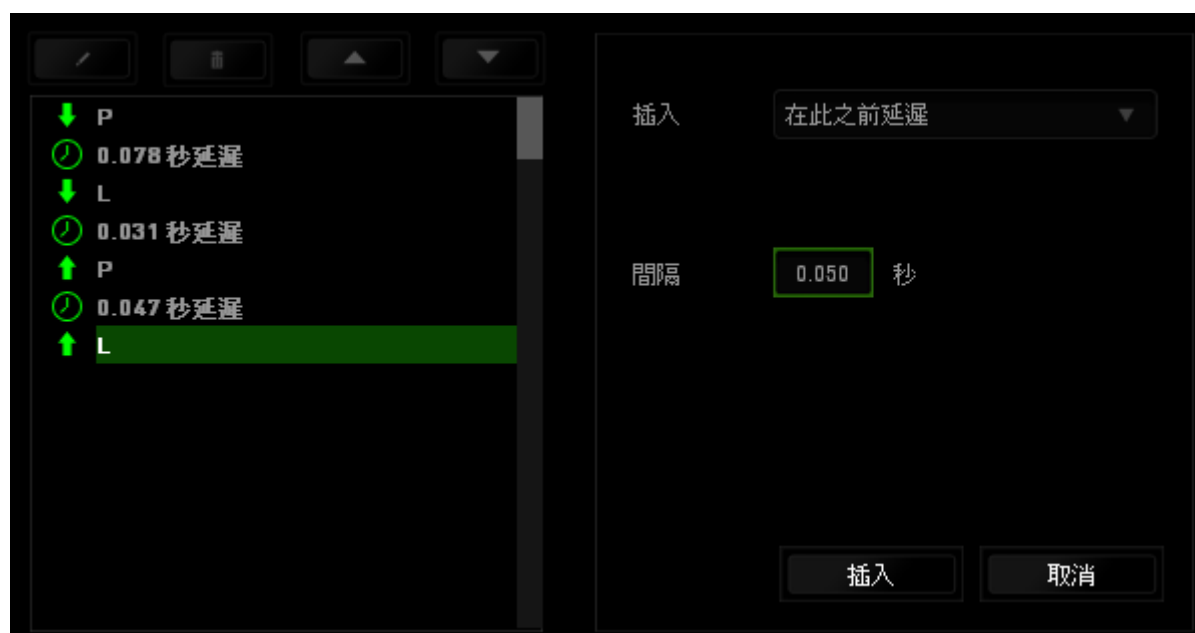 P
0.078 秒延遲
L
0.031 秒延遲
P
0.047 秒延遲
L
插入 在此之前延遲
間隔 0.050 秒
插入 取消